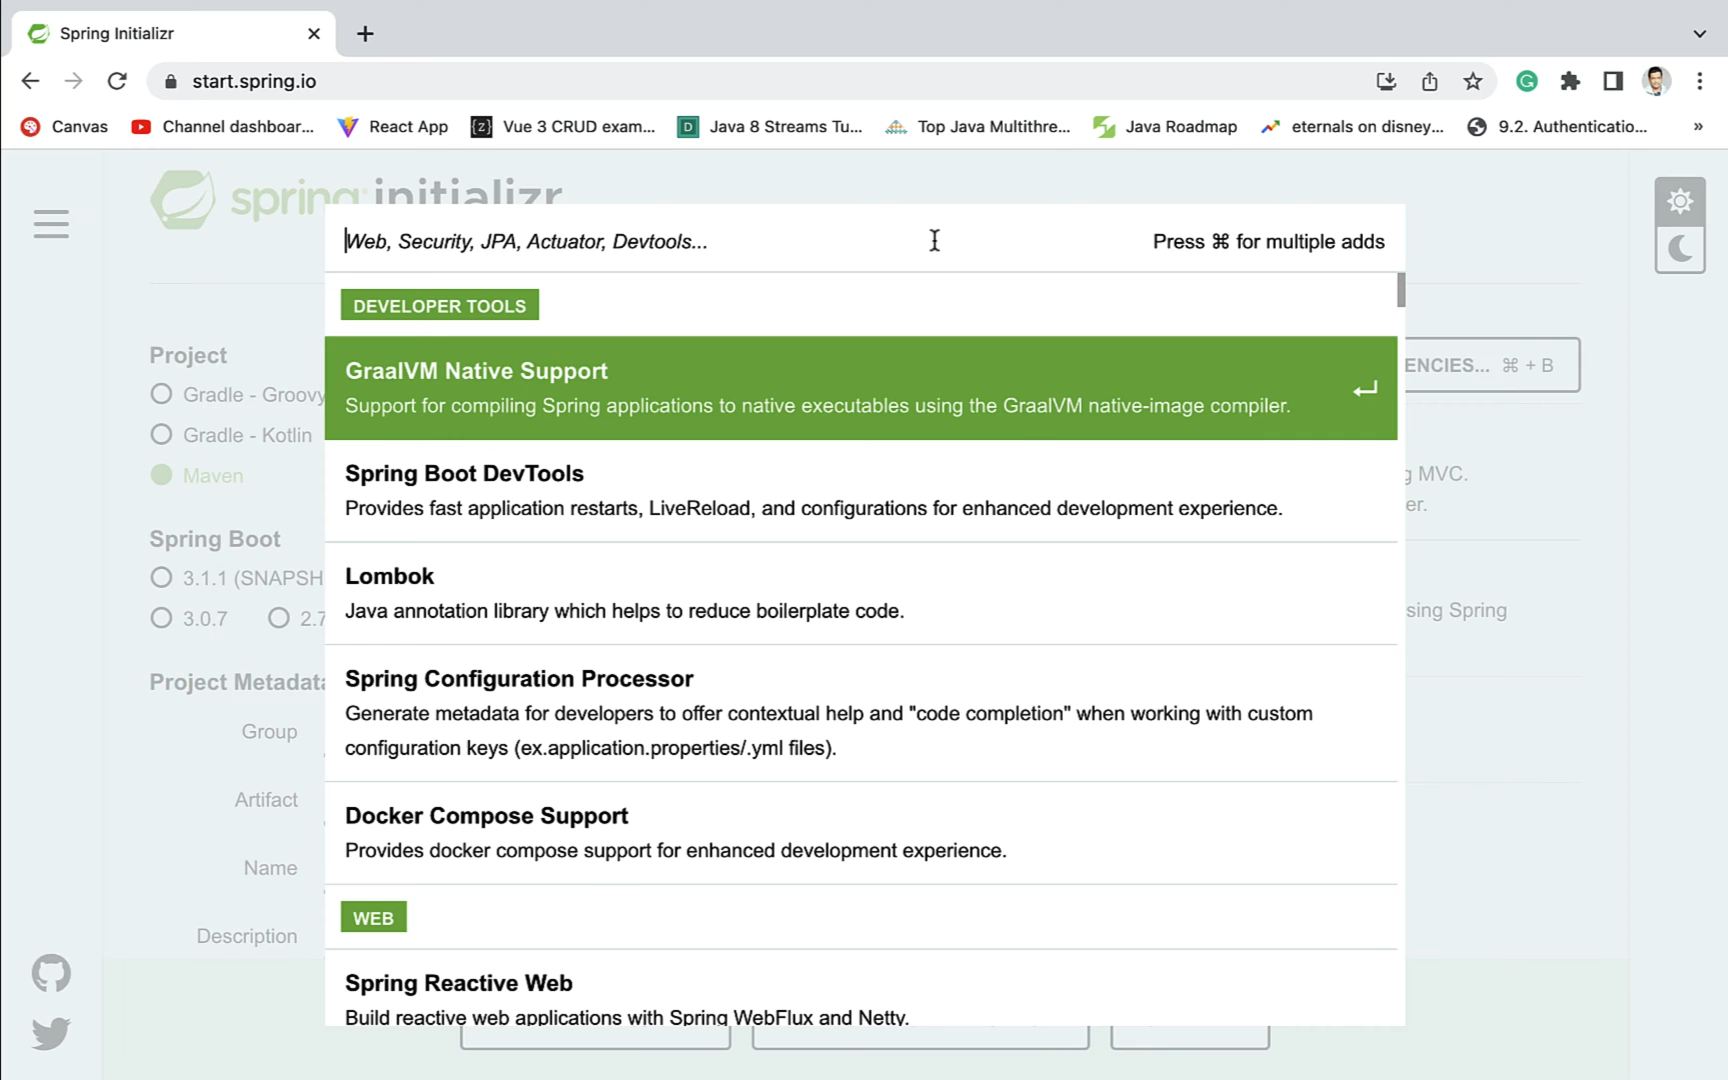 Spring Initializr
start.spring.io
Canvas
Channel dashboar...
React App
Vue 3 CRUD exam...
Java 8 Streams Tu...
Top Java Multithre...
Java Roadmap
eternals on disney...
9.2. Authenticatio...
»
spring initializr
Web, Security, JPA, Actuator, Devtools...
Press ⌘ for multiple adds
DEVELOPER TOOLS
GraalVM Native Support
Support for compiling Spring applications to native executables using the GraalVM native-image compiler.
Spring Boot DevTools
Provides fast application restarts, LiveReload, and configurations for enhanced development experience.
Lombok
Java annotation library which helps to reduce boilerplate code.
Spring Configuration Processor
Generate metadata for developers to offer contextual help and "code completion" when working with custom
configuration keys (ex.application.properties/.yml files).
Docker Compose Support
Provides docker compose support for enhanced development experience.
WEB
Spring Reactive Web
Build reactive web applications with Spring WebFlux and Netty.
Project
Gradle - Groovy
Gradle - Kotlin
Maven
Spring Boot
3.1.1 (SNAPSH
3.0.7
2.7
Project Metadata
Group
Artifact
Name
Description
ENCIES... ⌘ + B
g MVC.
er.
sing Spring